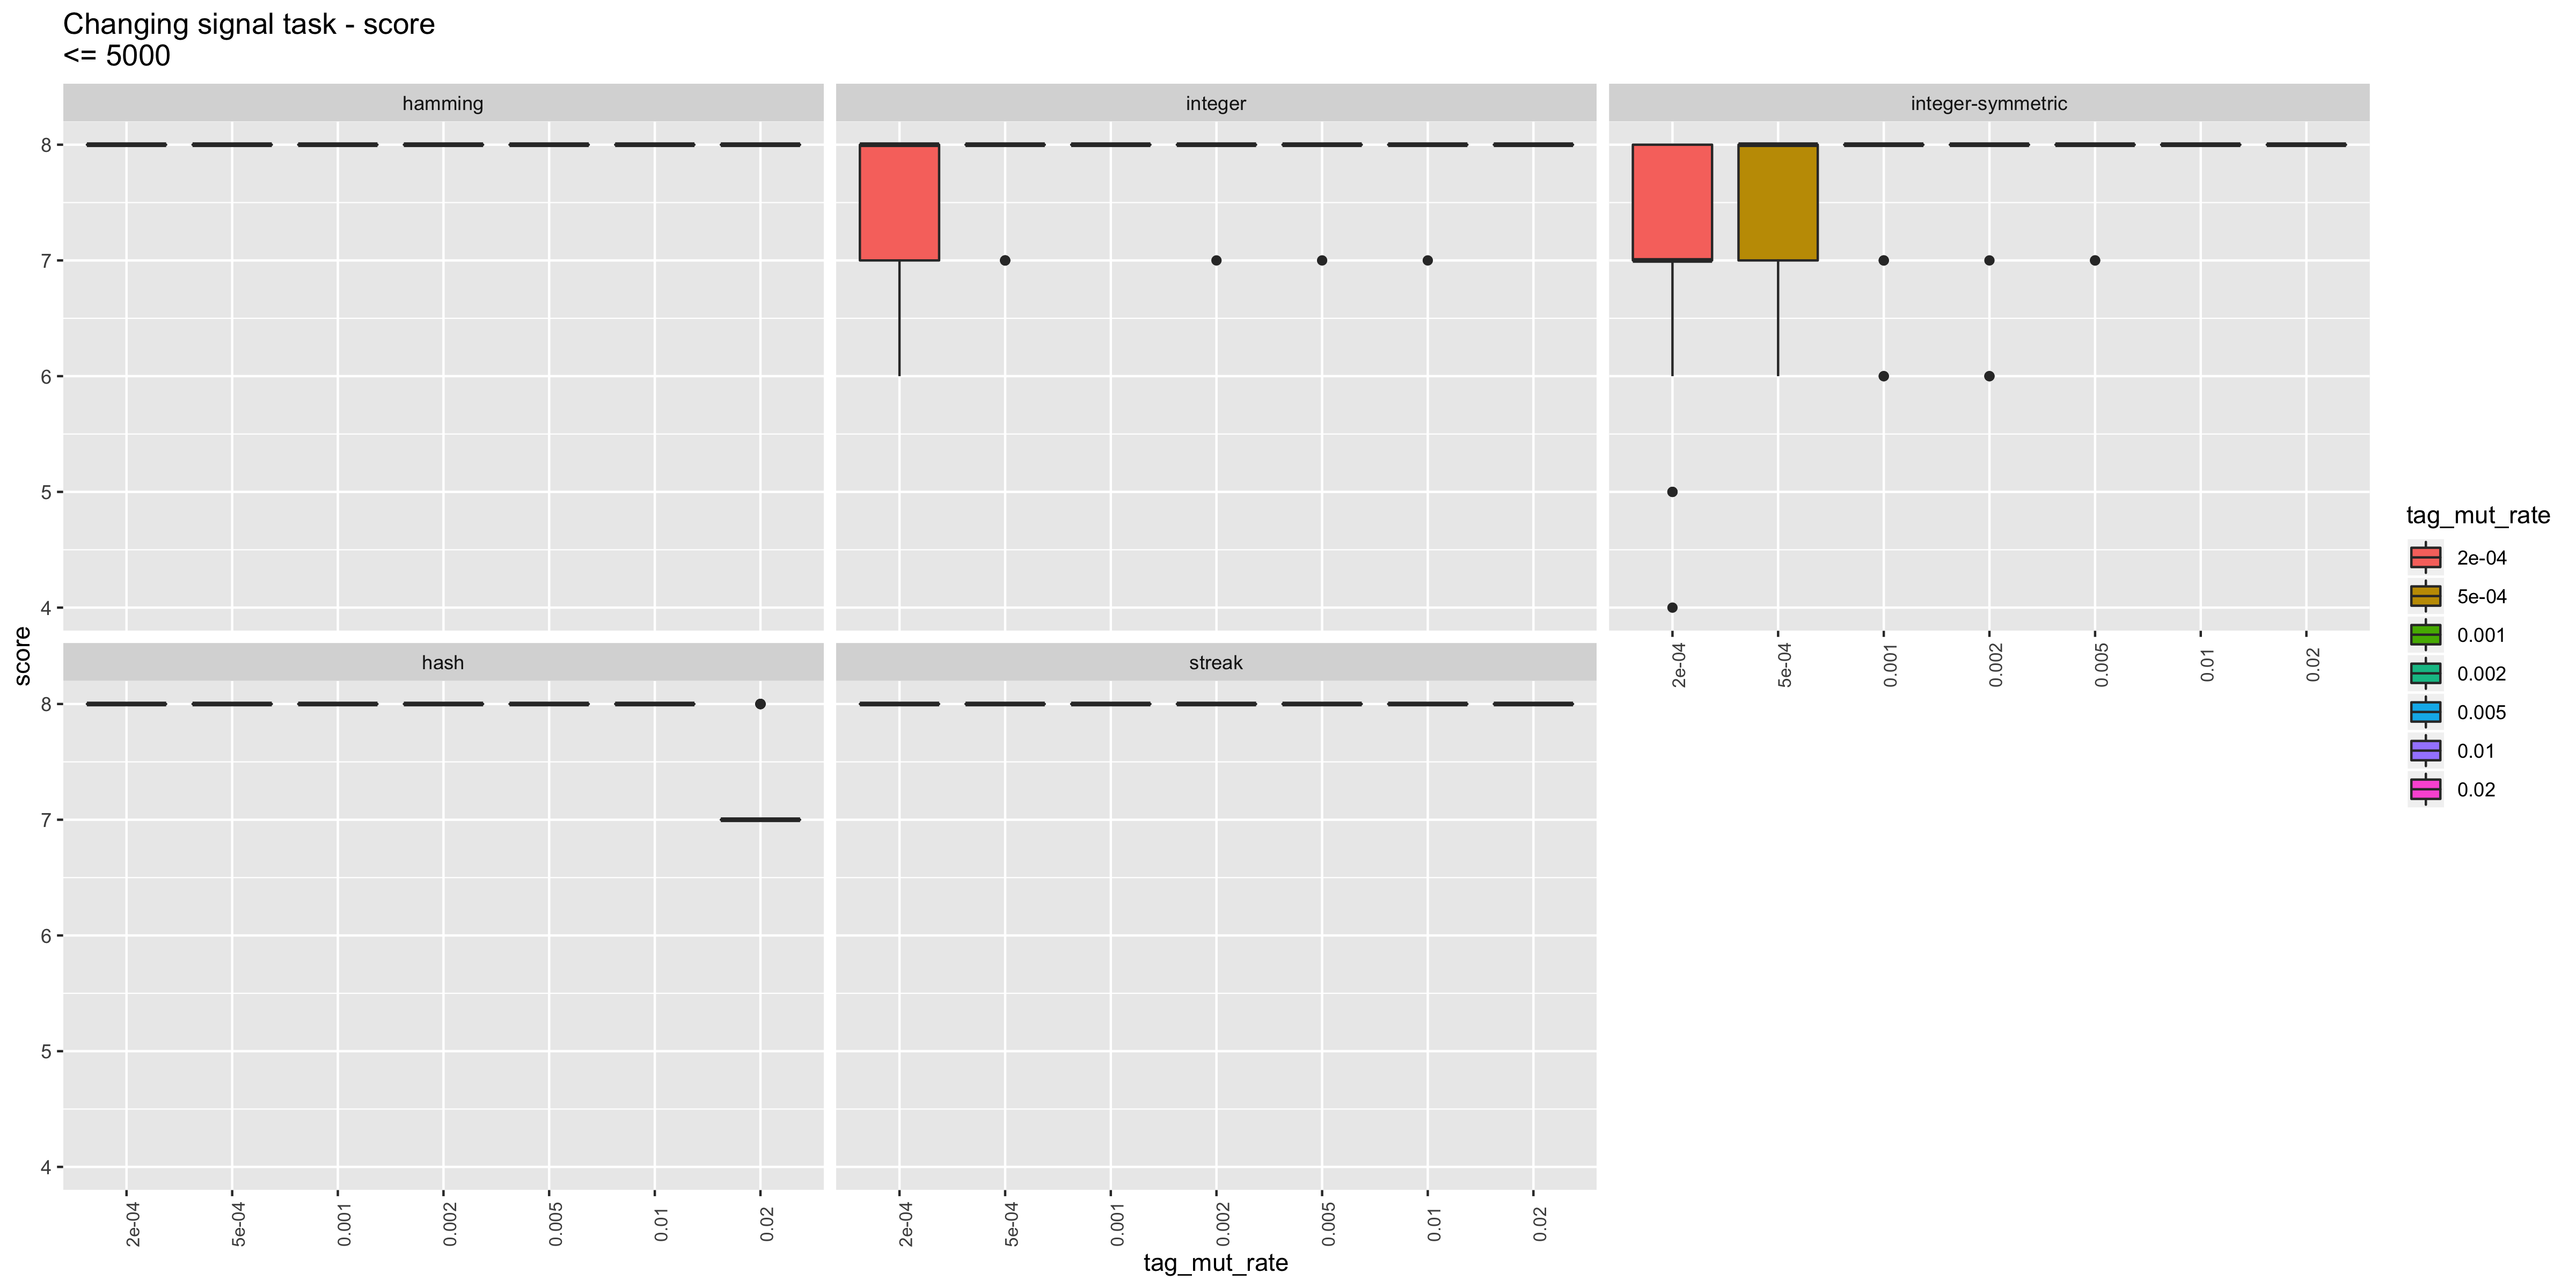 Changing signal task - score
<= 5000
hamming
integer
integer-symmetric
8
7
6
5
4
2e-04
5e-04
0.001
0.002
0.005
0.01
0.02
hash
streak
8
7
6
5
4
2e-04
5e-04
0.001
0.002
0.005
0.01
0.02
2e-04
5e-04
0.001
0.002
0.005
0.01
0.02
score
tag_mut_rate
tag_mut_rate
2e-04
5e-04
0.001
0.002
0.005
0.01
0.02